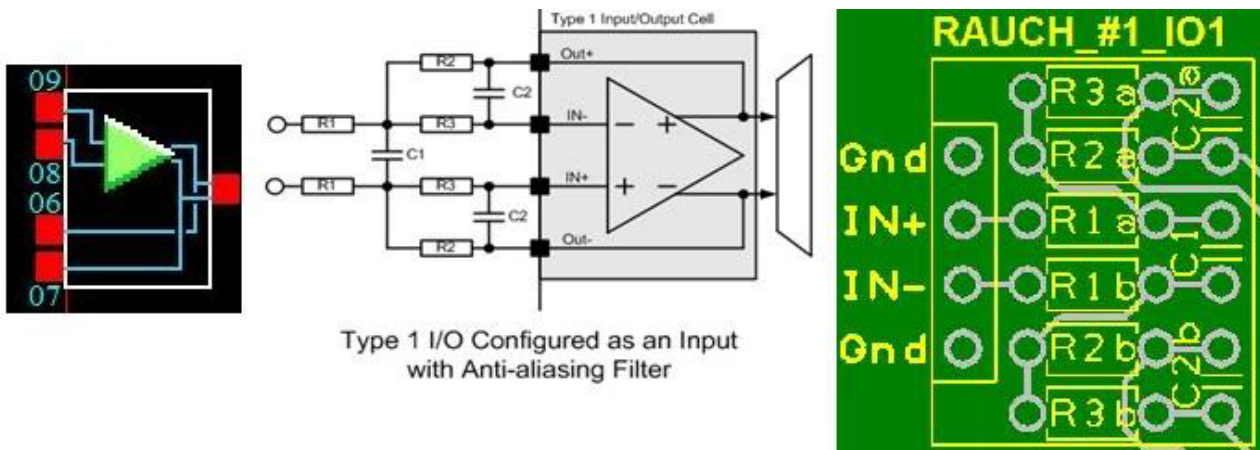 09
08
06
07
Type 1 Input/Output Cell
Out+
R2
C2
IN-
R1
R3
C1
R1
R3
IN+
C2
R2
Out-
Type 1 I/O Configured as an Input
with Anti-aliasing Filter
RAUCH_#1_IO1
R3a
C2a
Gnd
R2a
IN+
R1a
C1
IN-
R1b
Gnd
R2b
C2b
R3b